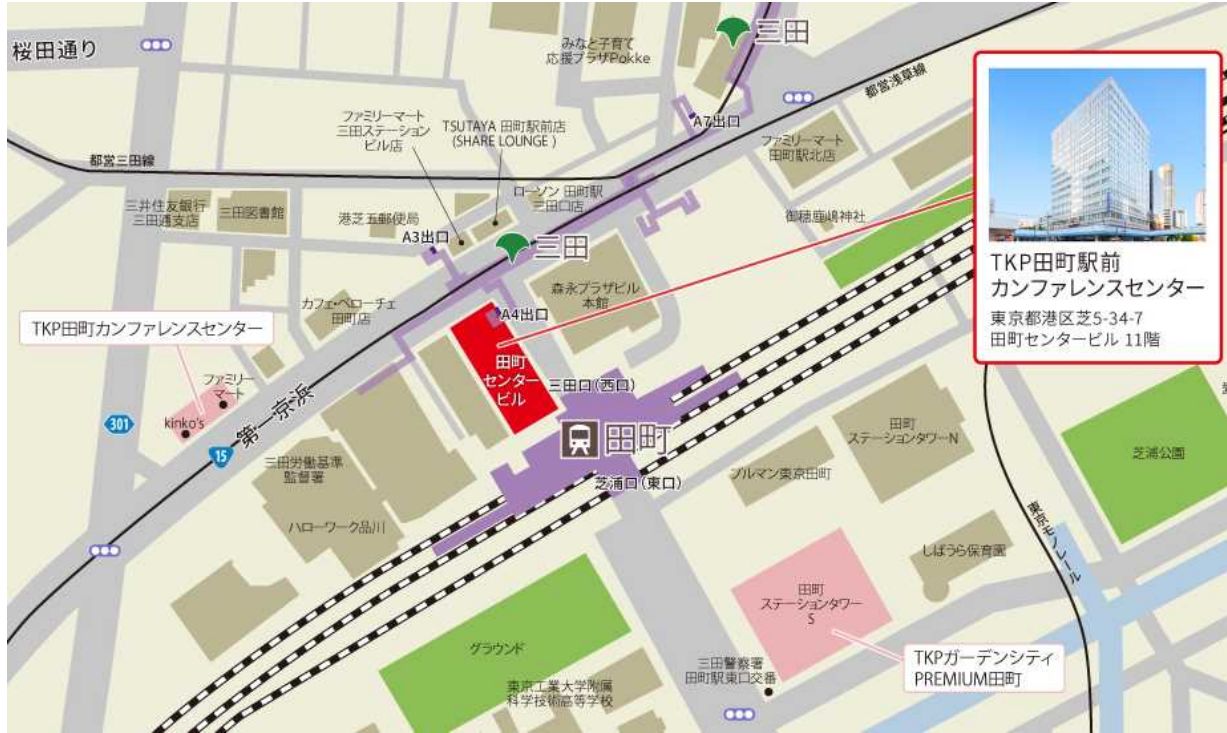 桜田通り
三田
みなと子育て
応援プラザPokke
都営浅草線
A7出口
ファミリーマート
三田ステーション
ビル店
TSUTAYA 田町駅前店
(SHARE LOUNGE )
ファミリーマート
田町駅北店
都営三田線
三井住友銀行
三田通支店
三田図書館
港芝五郵便局
ローソン 田町駅
三田口店
御穂鹿嶋神社
A3出口
三田
TKP田町駅前
カンファレンスセンター
東京都港区芝5-34-7
田町センタービル 11階
カフェ・ベローチェ
田町店
森永プラザビル
本館
A4出口
TKP田町カンファレンスセンター
田町
センター
ビル
三田口(西口)
ファミリー
マート
kinko's
301
第一京浜
15
田町
芝浦口(東口)
三田労働基準
監督署
ハローワーク品川
プルマン東京田町
田町
ステーションタワーN
芝浦公園
東京モノレール
しばうら保育園
田町
ステーションタワー
S
グラウンド
三田警察署
田町駅東口交番
TKPガーデンシティ
PREMIUM田町
東京工業大学附属
科学技術高等学校